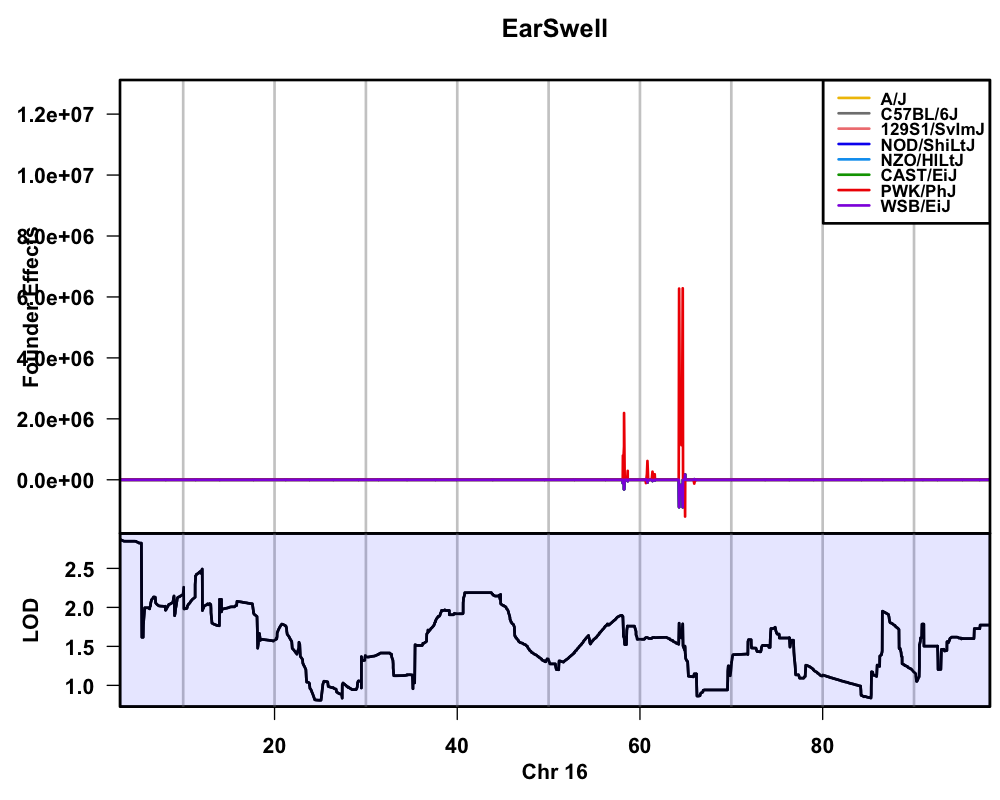 EarSwell
1.2e+07
1.0e+07
8.0e+06
6.0e+06
4.0e+06
2.0e+06
0.0e+00
Founder Effects
A/J
C57BL/6J
129S1/SvImJ
NOD/ShiLtJ
NZO/HlLtJ
CAST/EiJ
PWK/PhJ
WSB/EiJ
2.5
2.0
1.5
1.0
LOD
20 40 60 80
Chr 16